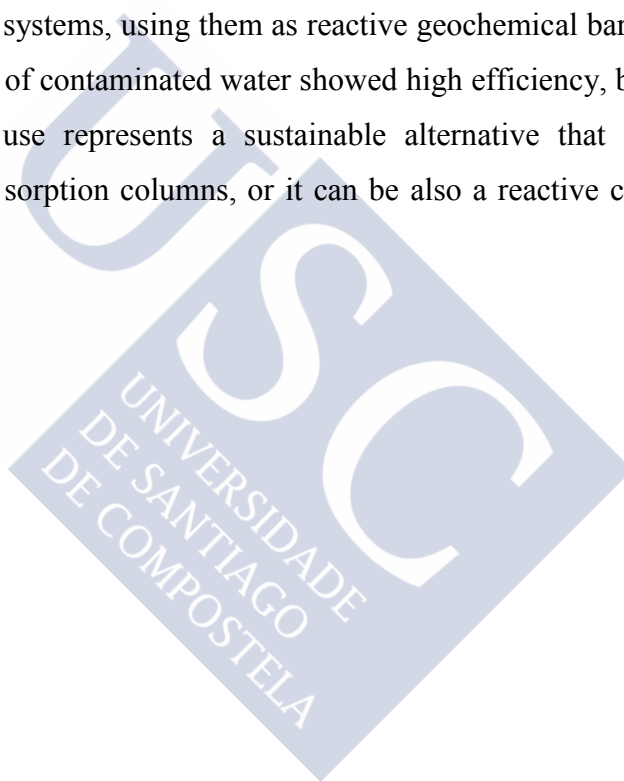 systems, using them as reactive geochemical bar
of contaminated water showed high efficiency, b
use represents a sustainable alternative that
sorption columns, or it can be also a reactive c
USC
UNIVERSIDADE
DE SANTIAGO
DE COMPOSTELA